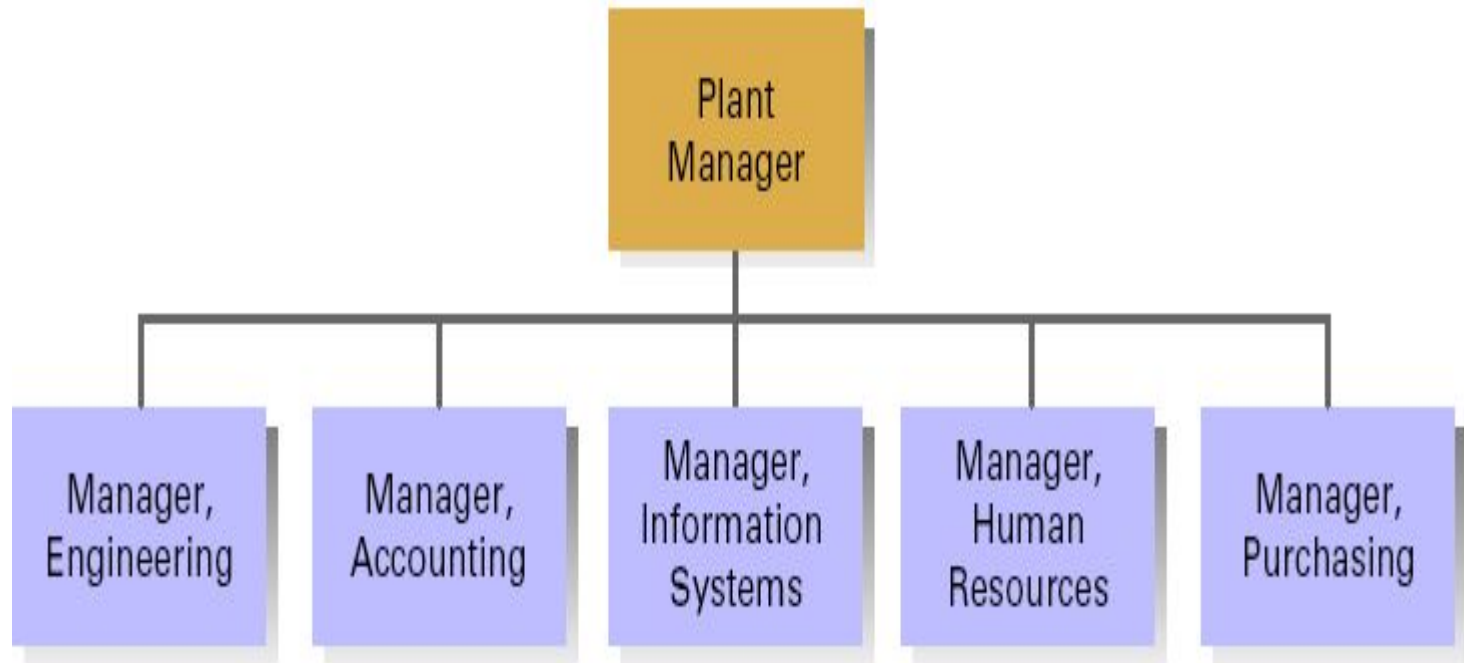 Plant
Manager
Manager,
Engineering
Manager,
Accounting
Manager,
Information
Systems
Manager,
Human
Resources
Manager,
Purchasing